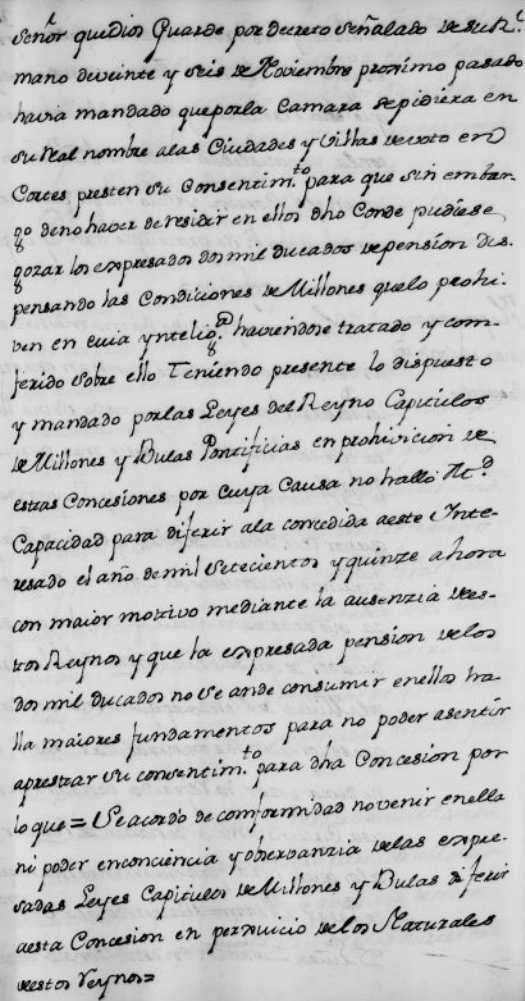 Señor que Dios Guarde por decreto señalado de su Rl.
mano de veinte y seis de Noviembre proximo pasado
havia mandado que por la Camara se pidiera en
su Real nombre a las Ciudades y Villas de voto en
Cortes presten su Consentim.to para que sin embar-
go de no haver de residir en ellos dho Conde pudiese
gozar los expresados dos mil ducados de pension dis-
pensando las Condiciones de Millones que lo prohi-
ven en cuia yntelig.a haviendose tratado y com-
ferido sobre ello Teniendo presente lo dispuesto
y mandado por las Leyes del Reyno Capitulos
de Millones y Bulas Pontificias en prohivicion de
estas Concesiones por cuya Causa no halló M.d
Capacidad para diferir a la concedida a este Inte-
resado el año de mil Setecientos y quinze ahora
con maior motivo mediante la ausenzia de es-
tos Reynos y que la expresada pension de los
dos mil ducados no se ande consumir en ellos ha-
lla maiores fundamentos para no poder asentir
a prestar su consentim.to para dha Concesion por
lo que = Se acordó de comformidad no venir en ella
ni poder en conciencia y observanzia de las expre-
sadas Leyes Capitulos de Millones y Bulas diferir
a esta Concesion en perjuicio de los Naturales
de estos Reynos =